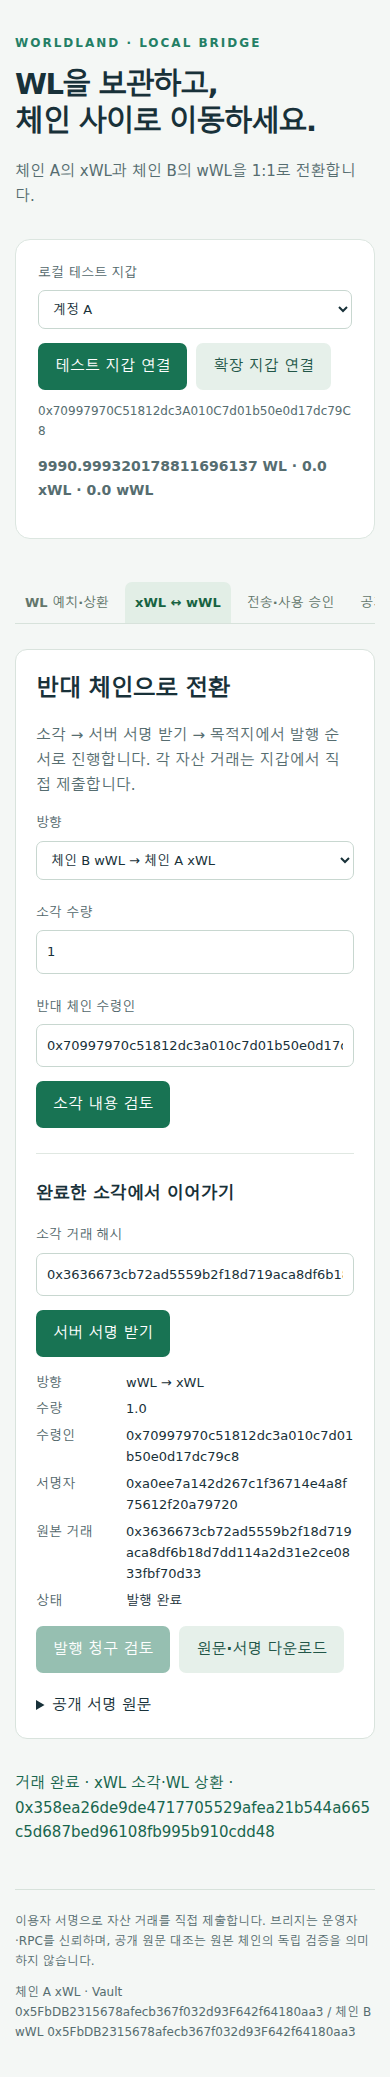 WORLDLAND · LOCAL BRIDGE
WL을 보관하고,
체인 사이로 이동하세요.
체인 A의 xWL과 체인 B의 wWL을 1:1로 전환합니
다.
로컬 테스트 지갑
계정 A
테스트 지갑 연결
확장 지갑 연결
0x70997970C51812dc3A010C7d01b50e0d17dc79C
8
9990.999320178811696137 WL · 0.0
xWL · 0.0 wWL
WL 예치·상환
xWL ↔ wWL
전송·사용 승인
반대 체인으로 전환
소각 → 서버 서명 받기 → 목적지에서 발행 순
서로 진행합니다. 각 자산 거래는 지갑에서 직
접 제출합니다.
방향
체인 B wWL → 체인 A xWL
소각 수량
1
반대 체인 수령인
0x70997970c51812dc3a010c7d01b50e0d17
소각 내용 검토
완료한 소각에서 이어가기
소각 거래 해시
0x3636673cb72ad5559b2f18d719aca8df6b1
서버 서명 받기
방향 wWL → xWL
수량 1.0
수령인 0x70997970c51812dc3a010c7d01
b50e0d17dc79c8
서명자 0xa0ee7a142d267c1f36714e4a8f
75612f20a79720
원본 거래 0x3636673cb72ad5559b2f18d719
aca8df6b18d7dd114a2d31e2ce08
33fbf70d33
상태 발행 완료
발행 청구 검토
원문·서명 다운로드
▶ 공개 서명 원문
거래 완료 · xWL 소각·WL 상환 ·
0x358ea26de9de4717705529afea21b544a665
c5d687bed96108fb995b910cdd48
이용자 서명으로 자산 거래를 직접 제출합니다. 브리지는 운영자
·RPC를 신뢰하며, 공개 원문 대조는 원본 체인의 독립 검증을 의미
하지 않습니다.
체인 A xWL · Vault
0x5FbDB2315678afecb367f032d93F642f64180aa3 / 체인 B
wWL 0x5FbDB2315678afecb367f032d93F642f64180aa3